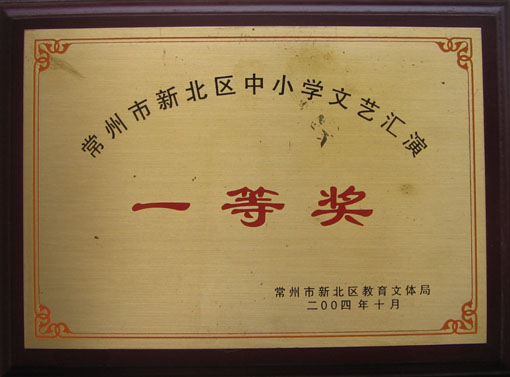 常州市新北区中小学文艺汇演
一等奖
常州市新北区教育文体局
二00四年十月